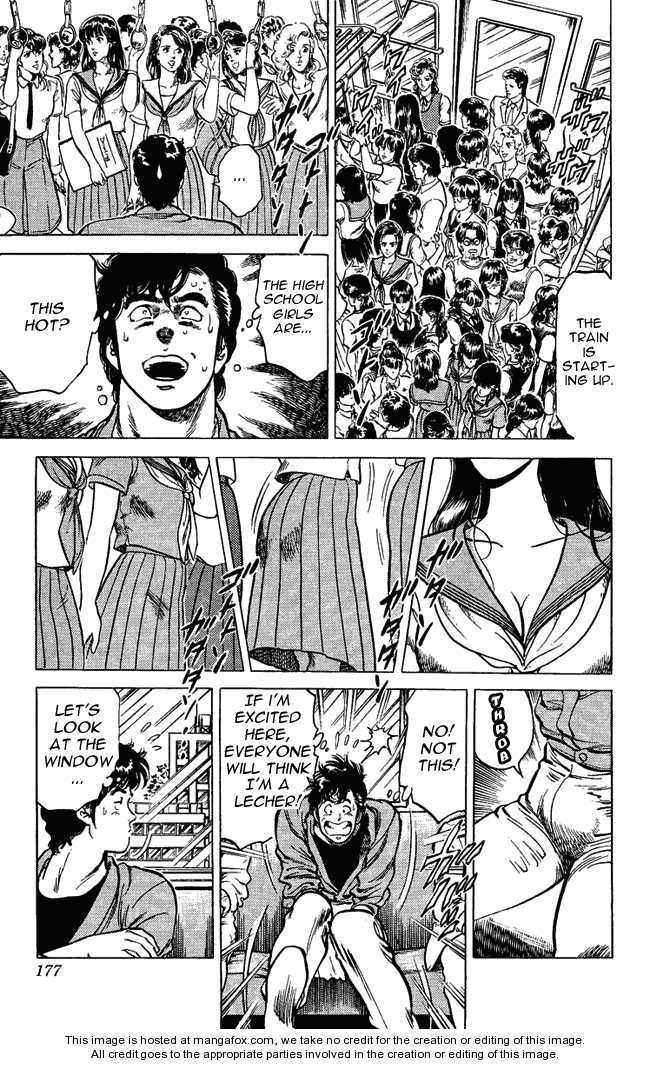 THE
TRAIN
IS
START-
ING UP.
...
THE HIGH
SCHOOL
GIRLS
ARE...
THIS
HOT?
THROB
NO!
NOT
THIS!
IF I'M
EXCITED
HERE,
EVERYONE
WILL THINK
I'M A
LECHER!
LET'S
LOOK
AT THE
WINDOW
...
177
This image is hosted at mangafox.com, we take no credit for the creation or editing of this image.
All credit goes to the appropriate parties involved in the creation or editing of this image.